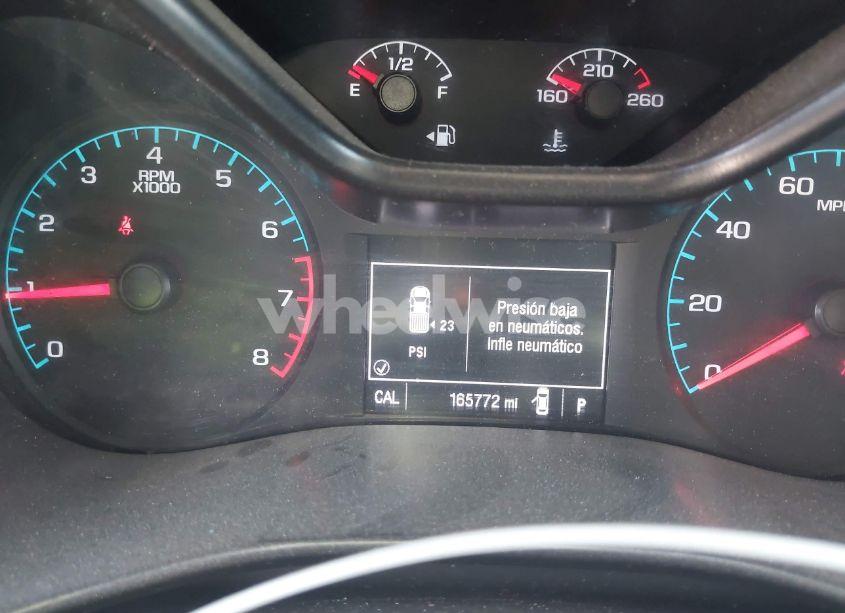 1/2
E
F
210
160
260
4
3
RPM
X1000
5
2
6
1
7
0
8
60
MPH
40
20
0
whedwise
23
PSI
Presión baja
en neumáticos.
Infle neumático
CAL
165772 mi
P